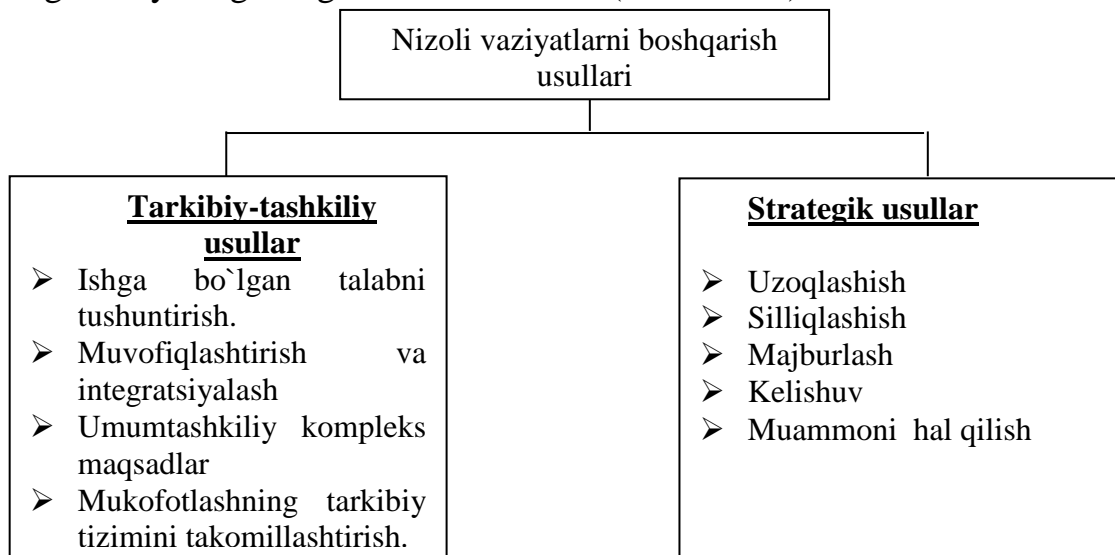 Nizoli vaziyatlarni boshqarish
usullari
Tarkibiy-tashkiliy
usullar
➢ Ishga bo`lgan talabni
tushuntirish.
➢ Muvofiqlashtirish va
integratsiyalash
➢ Umumtashkiliy kompleks
maqsadlar
➢ Mukofotlashning tarkibiy
tizimini takomillashtirish.
Strategik usullar
➢ Uzoqlashish
➢ Silliqlashish
➢ Majburlash
➢ Kelishuv
➢ Muammoni hal qilish